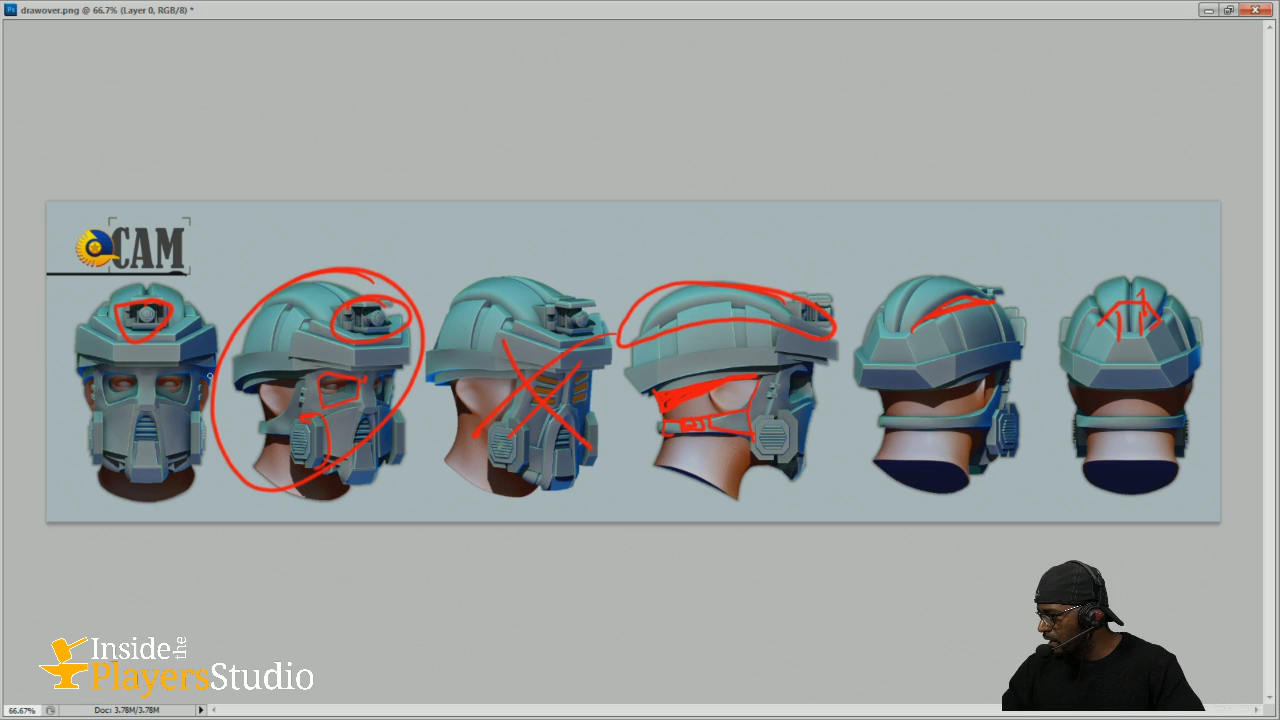 drawover.png @ 66.7% (Layer 0, RGB/8) *
CAM
Inside the
PlayersStudio
66.67%
Doc: 3.78M/3.78M